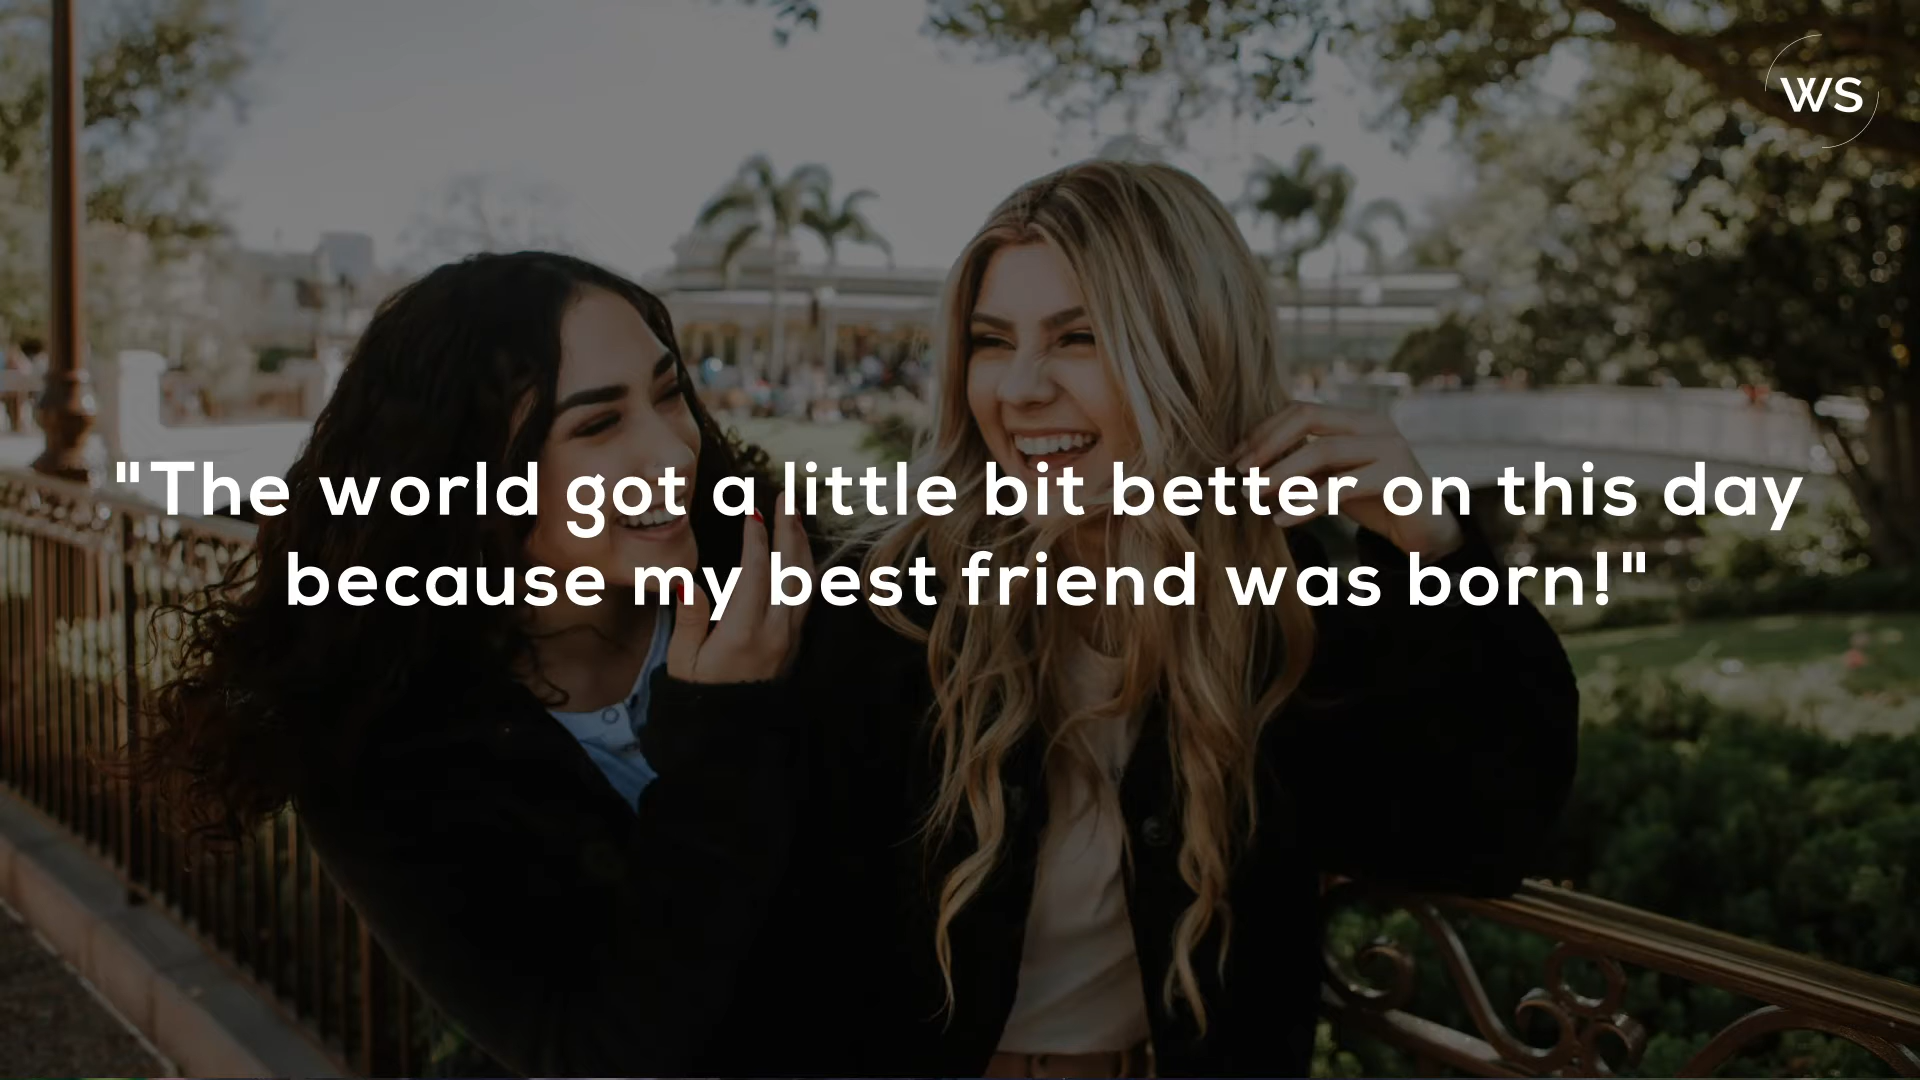 WS
"The world got a little bit better on this day
because my best friend was born!"